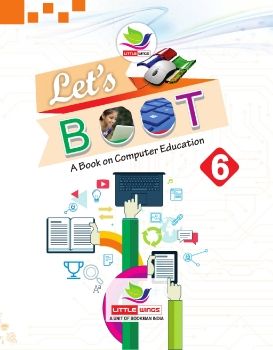 LITTLE WINGS
Let's
BOOT
A Book on Computer Education
6
LITTLE WINGS
A UNIT OF BOOKMAN INDIA